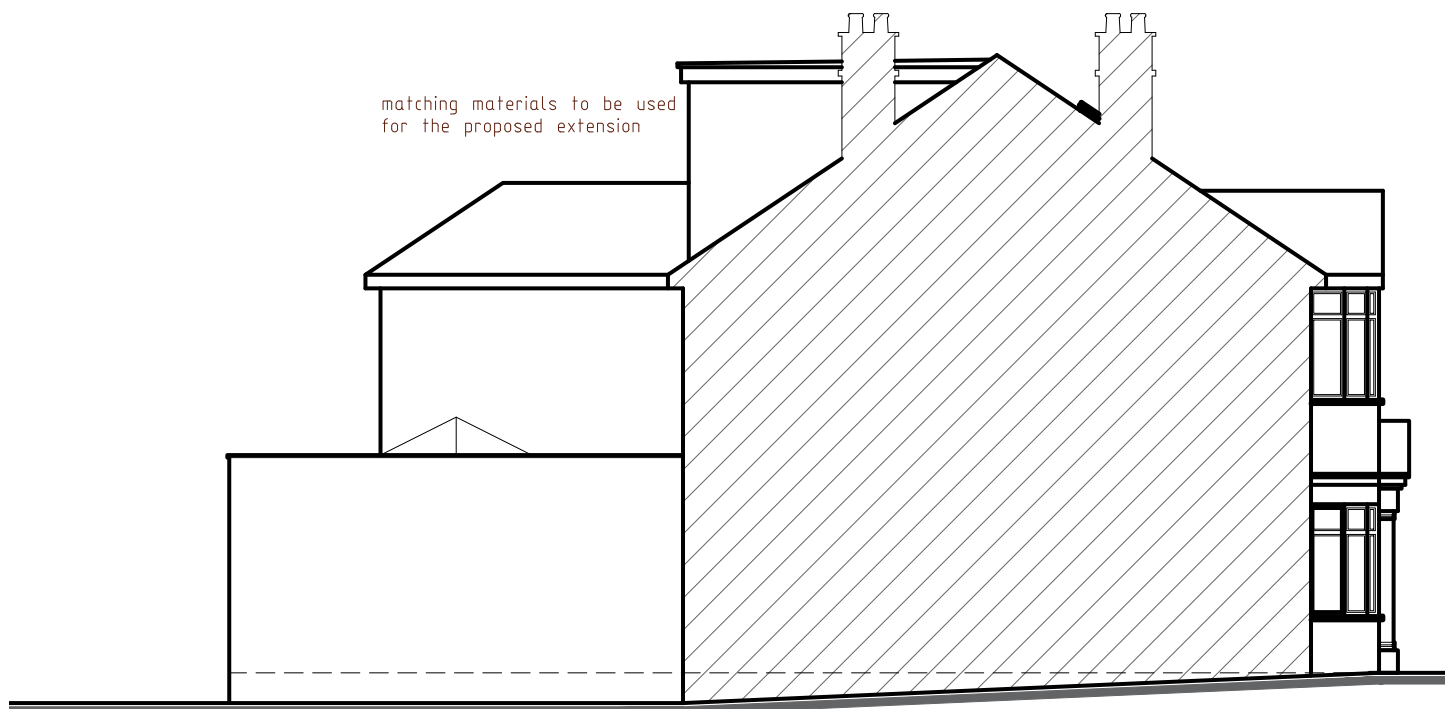 matching materials to be used
for the proposed extension